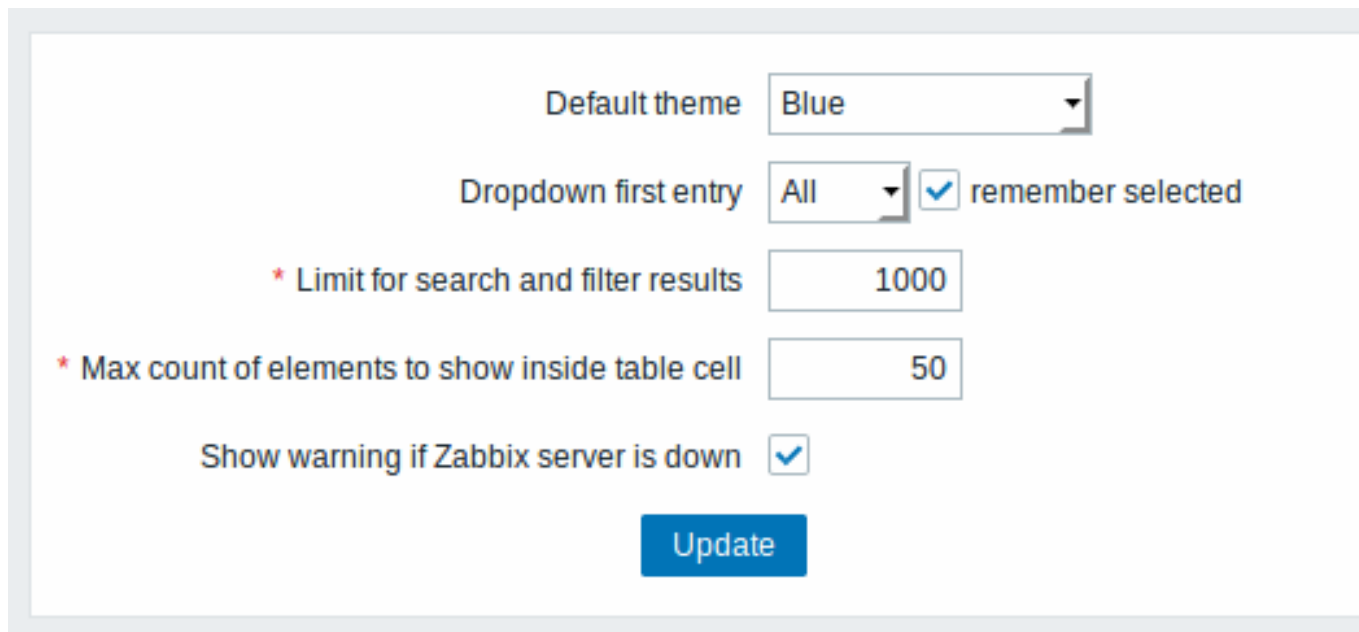 Default theme Blue
Dropdown first entry All remember selected
* Limit for search and filter results 1000
* Max count of elements to show inside table cell 50
Show warning if Zabbix server is down
Update